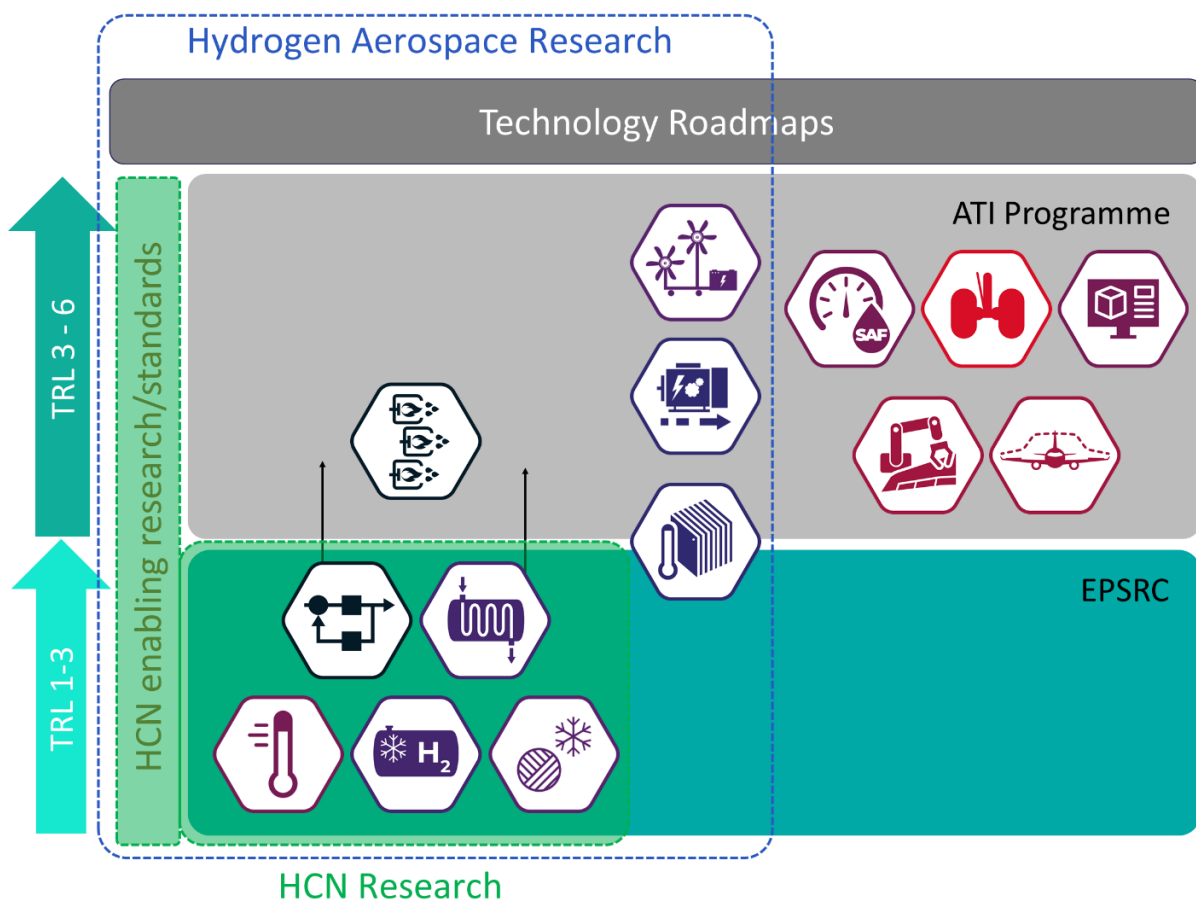 Hydrogen Aerospace Research
Technology Roadmaps
ATI Programme
SAF
TRL 3 - 6
HCN enabling research/standards
EPSRC
TRL 1-3
H2
HCN Research